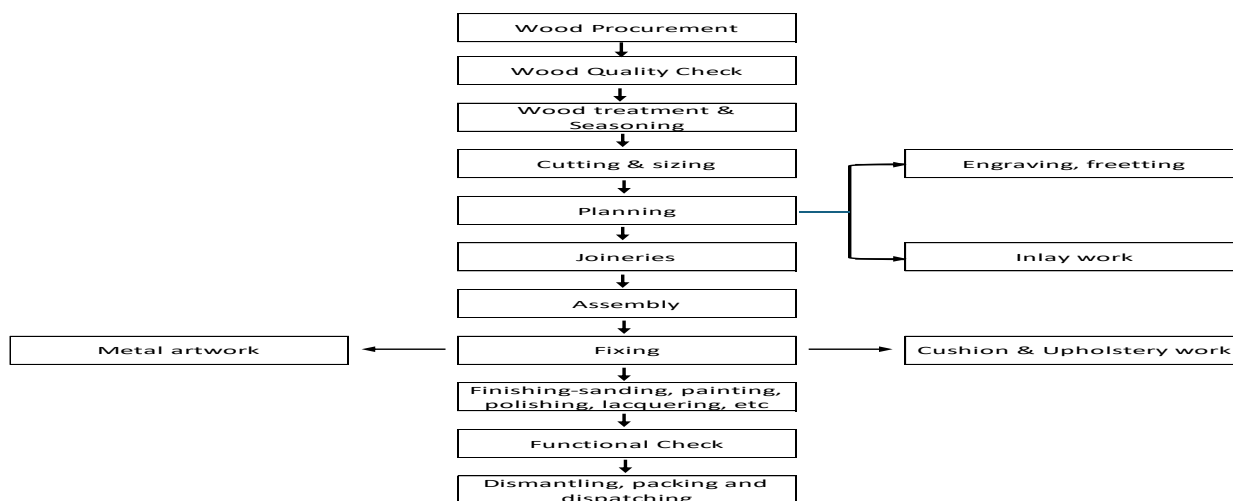 Wood Procurement
Wood Quality Check
Wood treatment &
Seasoning
Cutting & sizing
Engraving, freetting
Planning
Joineries
Inlay work
Assembly
Metal artwork
Fixing
Cushion & Upholstery work
Finishing-sanding, painting,
polishing, lacquering, etc
Functional Check
Dismantling, packing and
dispatching